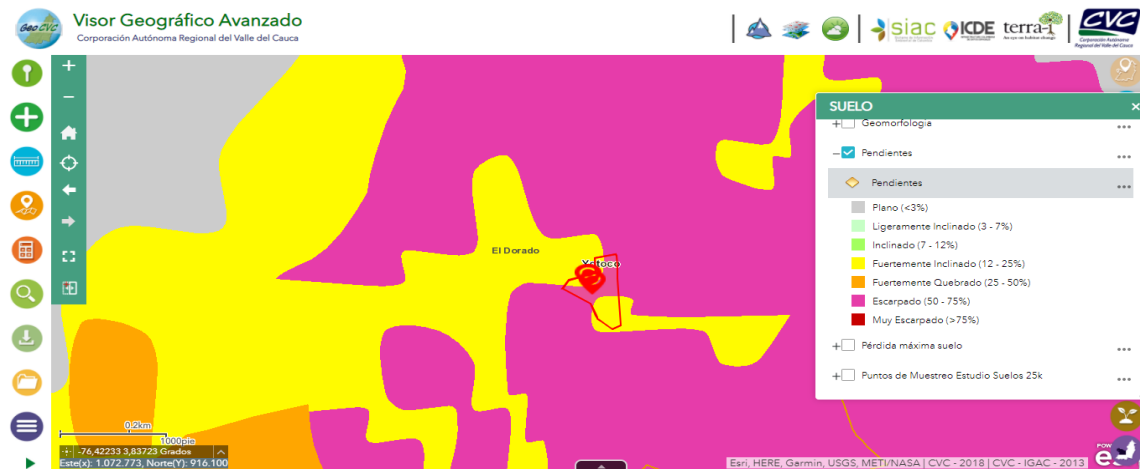 Geo CVC
Visor Geográfico Avanzado
Corporación Autónoma Regional del Valle del Cauca
siac
ICDE
terra-i
CVC
Corporación Autónoma
Regional del Valle del Cauca
SUELO
Geomorfologia
Pendientes
Pendientes
Plano (<3%)
Ligeramente Inclinado (3 - 7%)
Inclinado (7 - 12%)
Fuertemente Inclinado (12 - 25%)
Fuertemente Quebrado (25 - 50%)
Escarpado (50 - 75%)
Muy Escarpado (>75%)
Pérdida máxima suelo
Puntos de Muestreo Estudio Suelos 25k
El Dorado
Yotoco
0.2km
1000pie
-76,42233 3,83723 Grados
Este(x): 1.072.773, Norte(Y): 916.100
Esri, HERE, Garmin, USGS, METI/NASA | CVC - 2018 | CVC - IGAC - 2013
POW
e